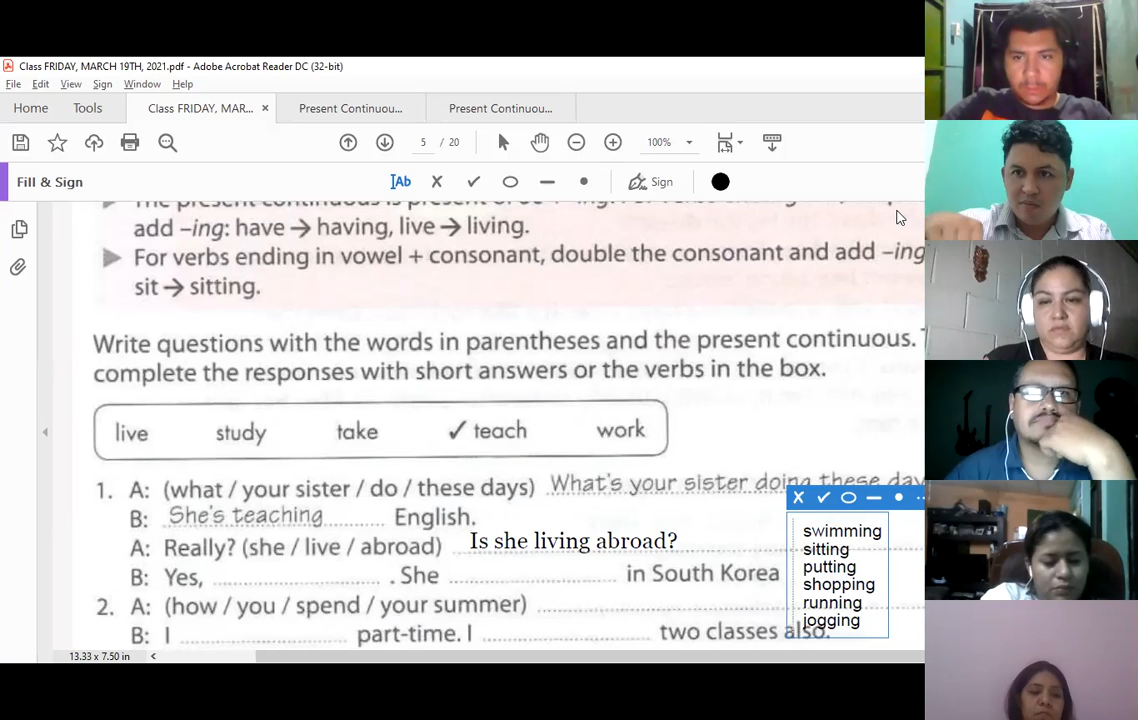 Class FRIDAY, MARCH 19TH, 2021.pdf - Adobe Acrobat Reader DC (32-bit)
File Edit View Sign Window Help
Home Tools Class FRIDAY, MAR... × Present Continuou... Present Continuou...
5 / 20 100%
Fill & Sign Ab Sign
add –ing: have → having, live → living.
For verbs ending in vowel + consonant, double the consonant and add –ing
sit → sitting.
Write questions with the words in parentheses and the present continuous.
complete the responses with short answers or the verbs in the box.
live study take ✓ teach work
1. A: (what / your sister / do / these days) What's your sister doing these day
B: She's teaching English.
A: Really? (she / live / abroad) Is she living abroad?
B: Yes, . She in South Korea
2. A: (how / you / spend / your summer)
B: I part-time. I two classes also.
swimming
sitting
putting
shopping
running
jogging
13.33 x 7.50 in